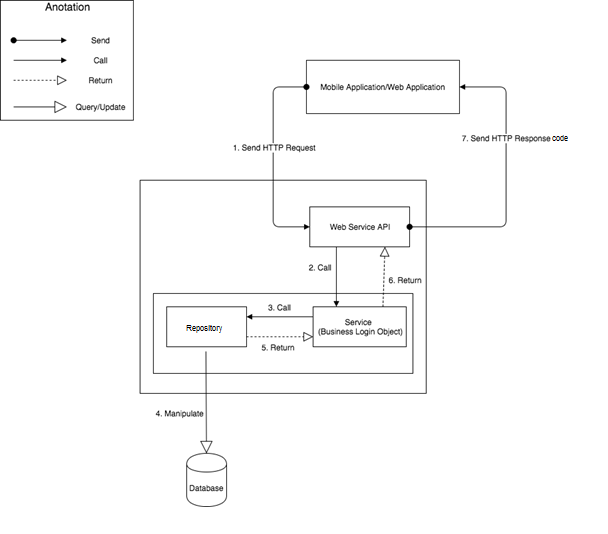 Anotation
Send
Call
Return
Query/Update
Mobile Application/Web Application
1. Send HTTP Request
7. Send HTTP Response code
Web Service API
2. Call
6. Return
3. Call
Repository
Service
(Business Login Object)
5. Return
4. Manipulate
Database